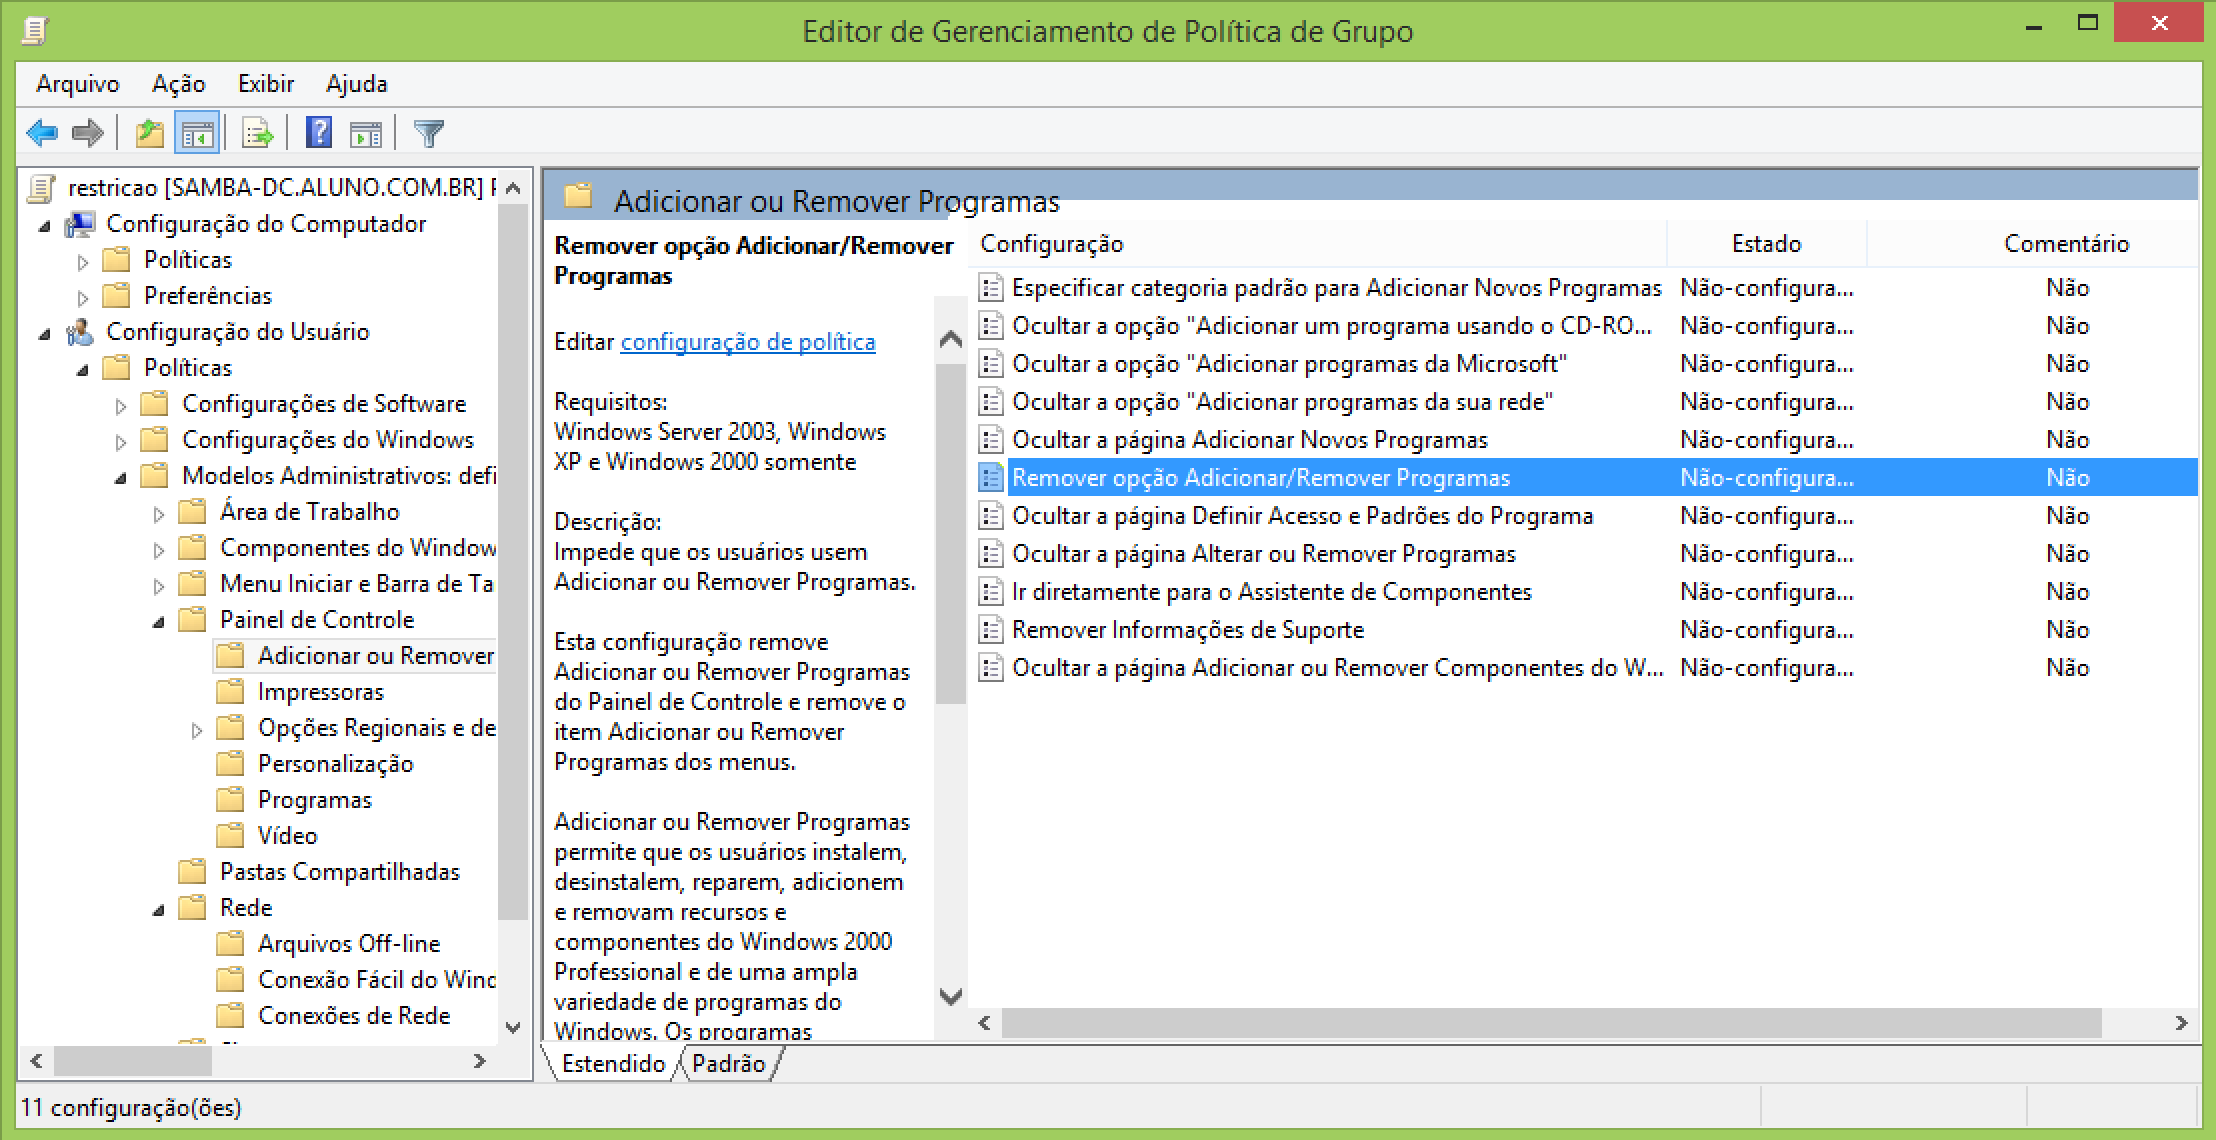 Editor de Gerenciamento de Política de Grupo
Arquivo Ação Exibir Ajuda
restricao [SAMBA-DC.ALUNO.COM.BR]
Configuração do Computador
Políticas
Preferências
Configuração do Usuário
Políticas
Configurações de Software
Configurações do Windows
Modelos Administrativos: defi
Área de Trabalho
Componentes do Window
Menu Iniciar e Barra de Ta
Painel de Controle
Adicionar ou Remover
Impressoras
Opções Regionais e de
Personalização
Programas
Vídeo
Pastas Compartilhadas
Rede
Arquivos Off-line
Conexão Fácil do Wind
Conexões de Rede
Adicionar ou Remover Programas
Remover opção Adicionar/Remover
Programas
Editar configuração de política
Requisitos:
Windows Server 2003, Windows
XP e Windows 2000 somente
Descrição:
Impede que os usuários usem
Adicionar ou Remover Programas.
Esta configuração remove
Adicionar ou Remover Programas
do Painel de Controle e remove o
item Adicionar ou Remover
Programas dos menus.
Adicionar ou Remover Programas
permite que os usuários instalem,
desinstalem, reparem, adicionem
e removam recursos e
componentes do Windows 2000
Professional e de uma ampla
variedade de programas do
Windows. Os programas
Configuração Estado Comentário
Especificar categoria padrão para Adicionar Novos Programas Não-configura... Não
Ocultar a opção "Adicionar um programa usando o CD-RO... Não-configura... Não
Ocultar a opção "Adicionar programas da Microsoft" Não-configura... Não
Ocultar a opção "Adicionar programas da sua rede" Não-configura... Não
Ocultar a página Adicionar Novos Programas Não-configura... Não
Remover opção Adicionar/Remover Programas Não-configura... Não
Ocultar a página Definir Acesso e Padrões do Programa Não-configura... Não
Ocultar a página Alterar ou Remover Programas Não-configura... Não
Ir diretamente para o Assistente de Componentes Não-configura... Não
Remover Informações de Suporte Não-configura... Não
Ocultar a página Adicionar ou Remover Componentes do W... Não-configura... Não
Estendido Padrão
11 configuração(ões)